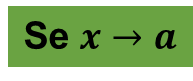 Se x → a